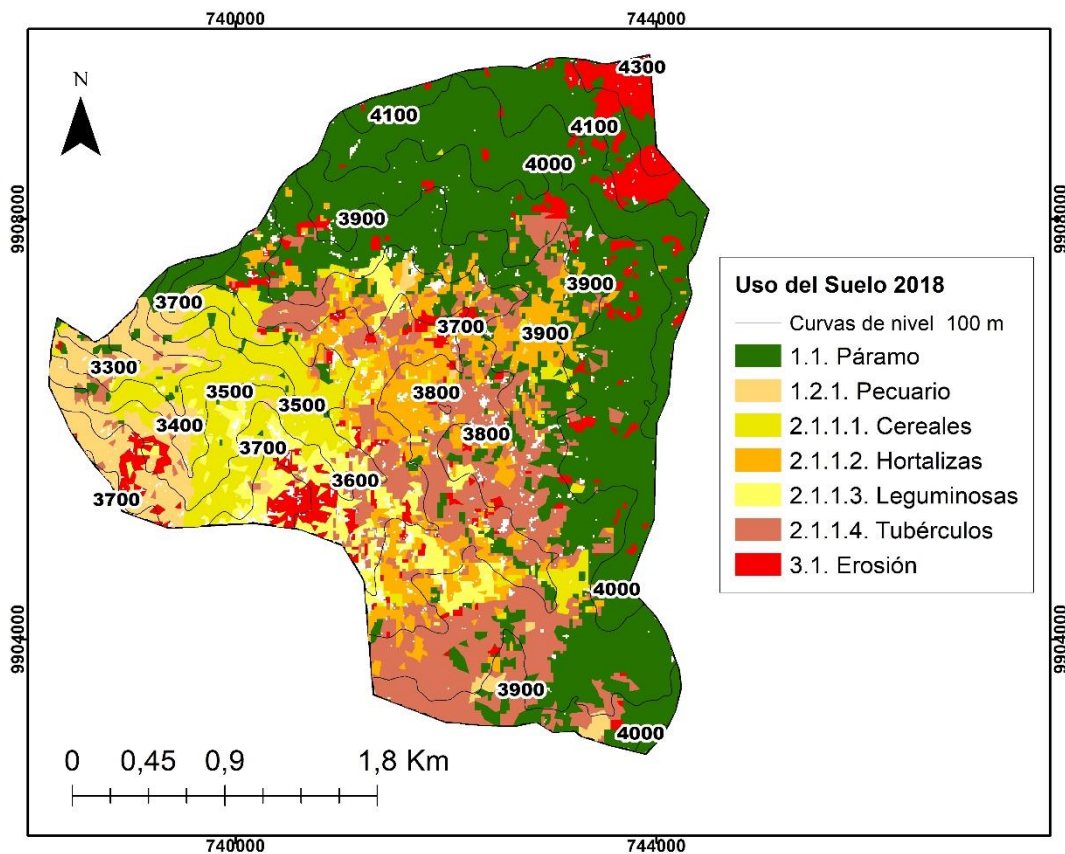 740000
744000
N
4300
4100
4100
4000
9908000
9908000
3900
3900
3700
3700
3900
3300
3500
3800
3500
3400
3800
3700
3600
3700
4000
9904000
9904000
3900
4000
Uso del Suelo 2018
Curvas de nivel 100 m
1.1. Páramo
1.2.1. Pecuario
2.1.1.1. Cereales
2.1.1.2. Hortalizas
2.1.1.3. Leguminosas
2.1.1.4. Tubérculos
3.1. Erosión
0 0,45 0,9 1,8 Km
740000
744000